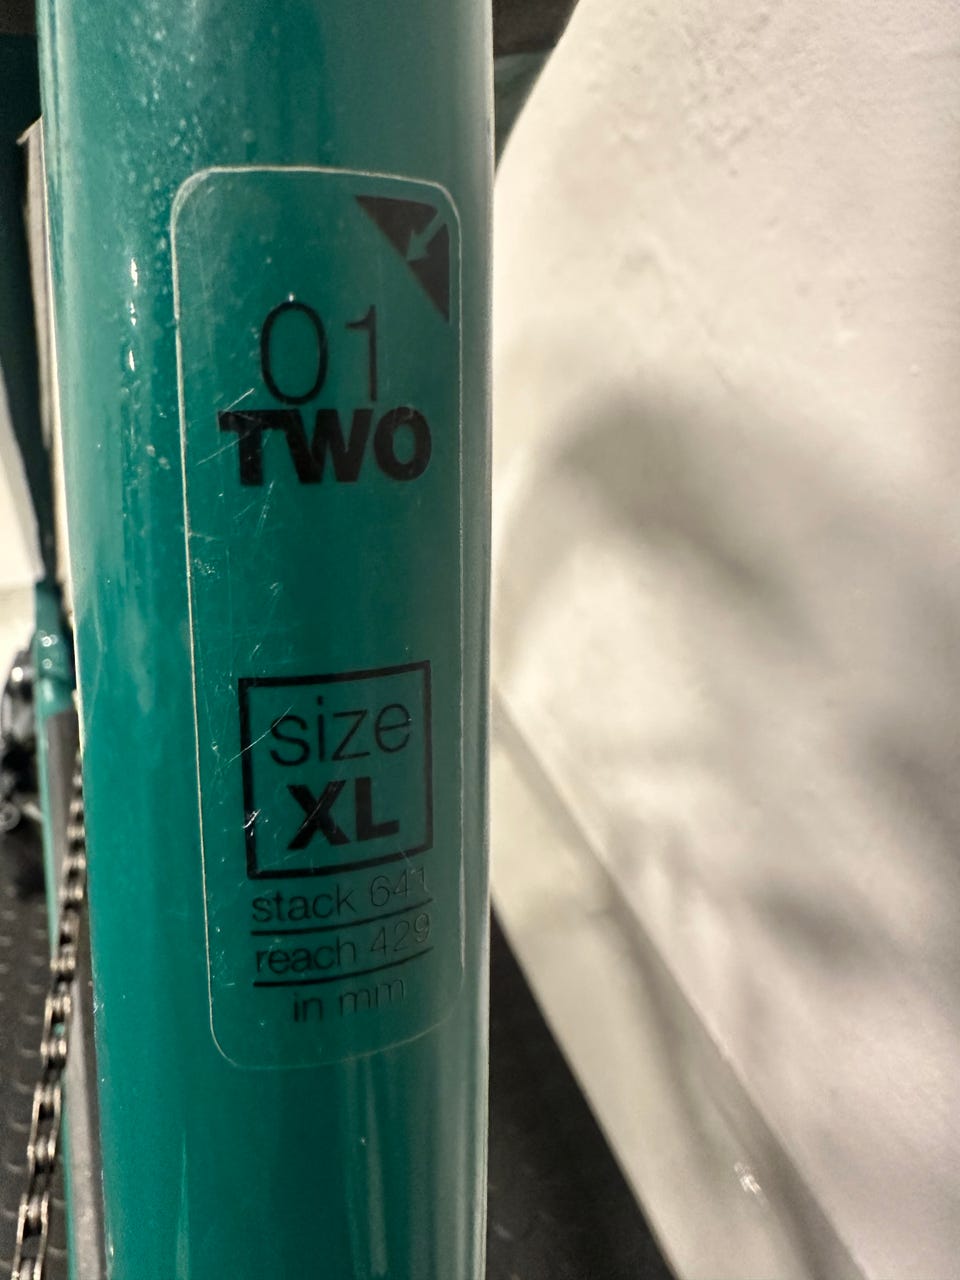 01
TWO
size
XL
stack 641
reach 429
in mm